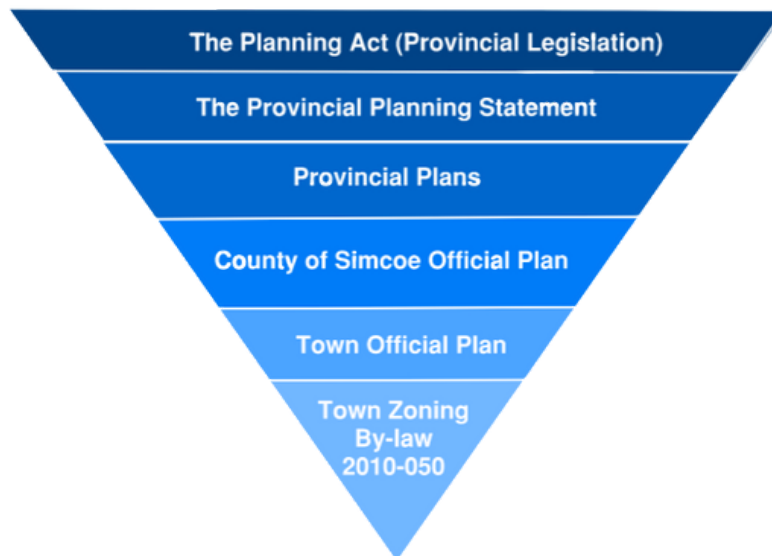 The Planning Act (Provincial Legislation)
The Provincial Planning Statement
Provincial Plans
County of Simcoe Official Plan
Town Official Plan
Town Zoning
By-law
2010-050